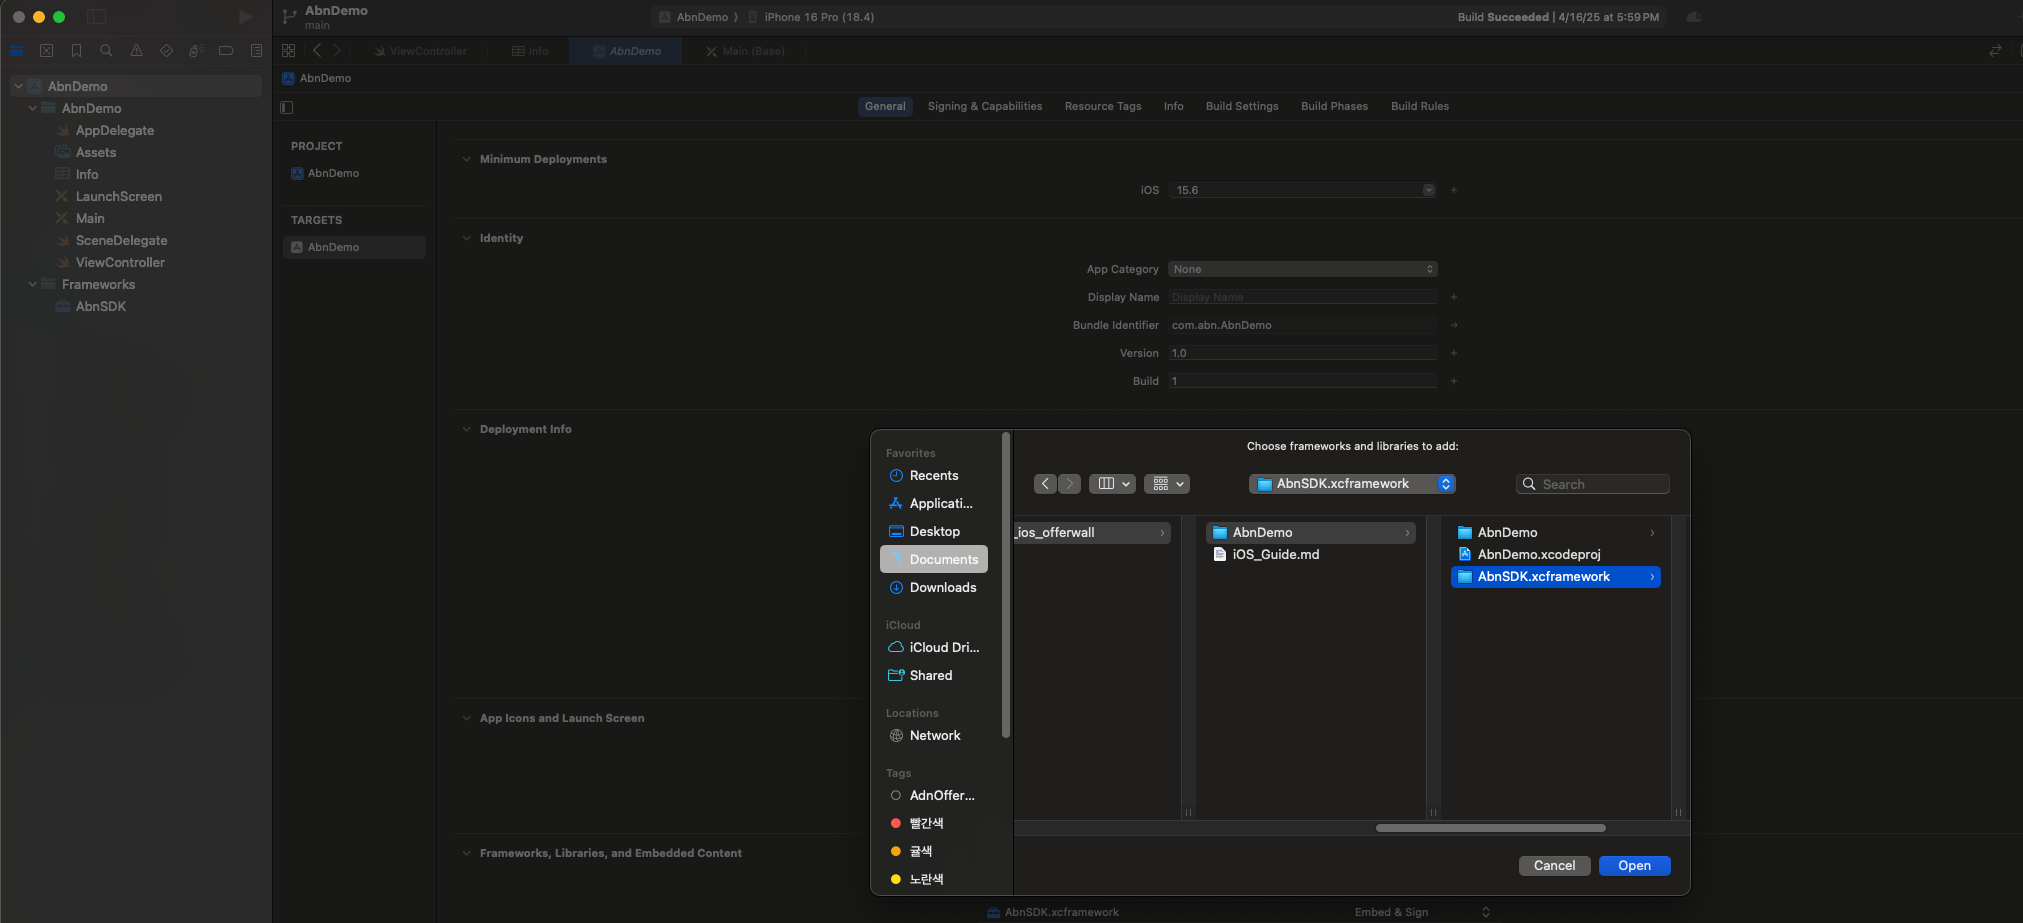 AbnDemo
main
AbnDemo
iPhone 16 Pro (18.4)
Build Succeeded | 4/16/25 at 5:59 PM
ViewController
Info
AbnDemo
Main (Base)
AbnDemo
AbnDemo
AbnDemo
AppDelegate
Assets
Info
LaunchScreen
Main
SceneDelegate
ViewController
Frameworks
AbnSDK
General
Signing & Capabilities
Resource Tags
Info
Build Settings
Build Phases
Build Rules
PROJECT
AbnDemo
TARGETS
AbnDemo
Minimum Deployments
iOS
15.6
Identity
App Category
None
Display Name
Display Name
Bundle Identifier
com.abn.AbnDemo
Version
1.0
Build
1
Deployment Info
App Icons and Launch Screen
Frameworks, Libraries, and Embedded Content
AbnSDK.xcframework
Embed & Sign
Favorites
Recents
Applicati...
Desktop
Documents
Downloads
iCloud
iCloud Dri...
Shared
Locations
Network
Tags
AdnOffer...
빨간색
귤색
노란색
Choose frameworks and libraries to add:
AbnSDK.xcframework
Search
_ios_offerwall
AbnDemo
iOS_Guide.md
AbnDemo
AbnDemo.xcodeproj
AbnSDK.xcframework
Cancel
Open